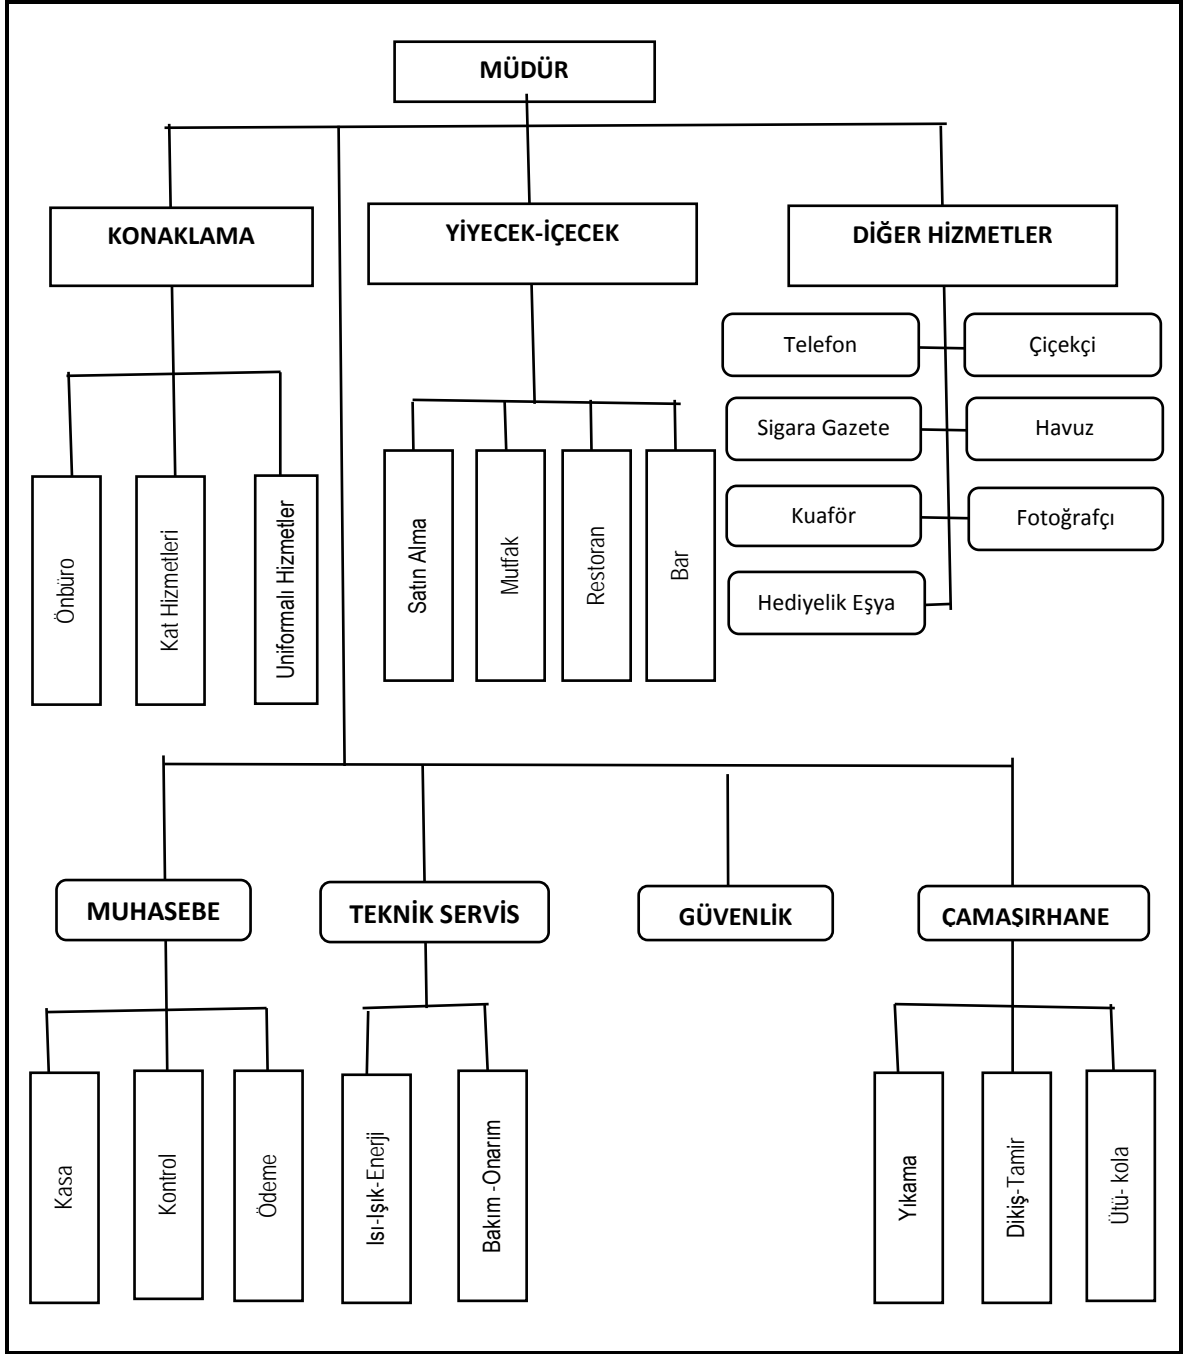 MÜDÜR
KONAKLAMA
YİYECEK-İÇECEK
DİĞER HİZMETLER
Telefon
Çiçekçi
Sigara Gazete
Havuz
Kuaför
Fotoğrafçı
Hediyelik Eşya
Önbüro
Kat Hizmetleri
Uniformalı Hizmetler
Satın Alma
Mutfak
Restoran
Bar
MUHASEBE
TEKNİK SERVİS
GÜVENLİK
ÇAMAŞIRHANE
Kasa
Kontrol
Ödeme
Isı-Işık-Enerji
Bakım -Onarım
Yıkama
Dikiş-Tamir
Ütü- kola